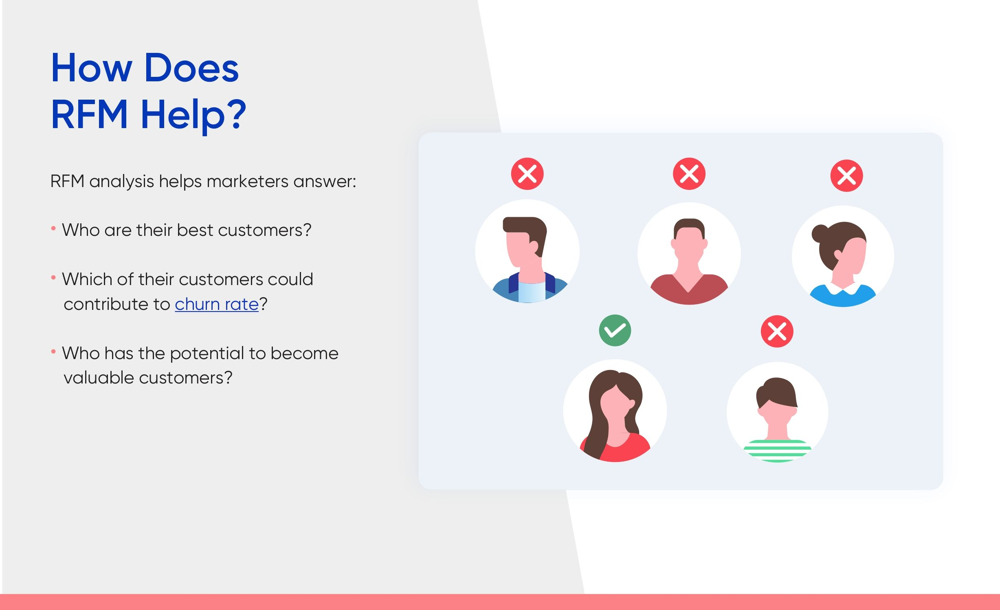 How Does
RFM Help?
RFM analysis helps marketers answer:
• Who are their best customers?
• Which of their customers could
contribute to churn rate?
• Who has the potential to become
valuable customers?